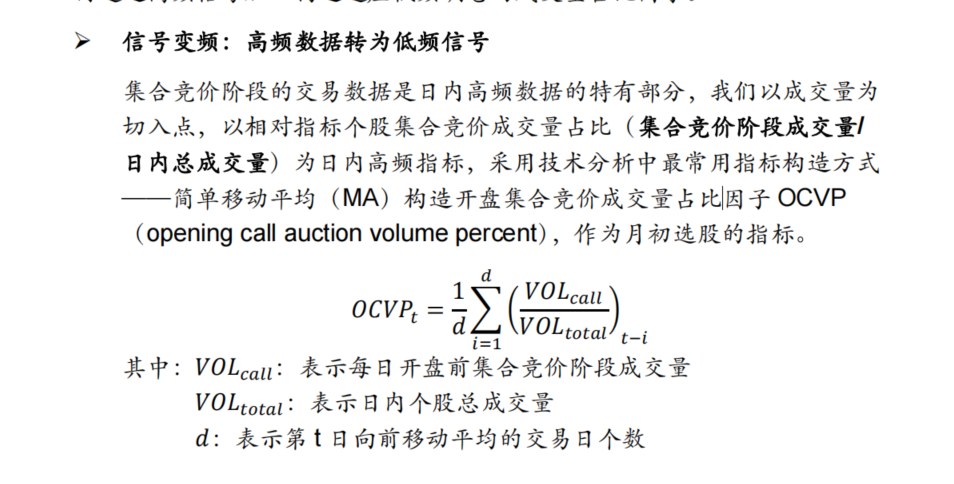 ➢ 信号变频：高频数据转为低频信号
集合竞价阶段的交易数据是日内高频数据的特有部分，我们以成交量为
切入点，以相对指标个股集合竞价成交量占比（集合竞价阶段成交量/
日内总成交量）为日内高频指标，采用技术分析中最常用指标构造方式
——简单移动平均（MA）构造开盘集合竞价成交量占比因子 OCVP
（opening call auction volume percent），作为月初选股的指标。
OCVP_t = \frac{1}{d}\sum_{i=1}^{d}\left(\frac{VOL_{call}}{VOL_{total}}\right)_{t-i}
其中：VOL_{call}：表示每日开盘前集合竞价阶段成交量
VOL_{total}：表示日内个股总成交量
d：表示第 t 日向前移动平均的交易日个数